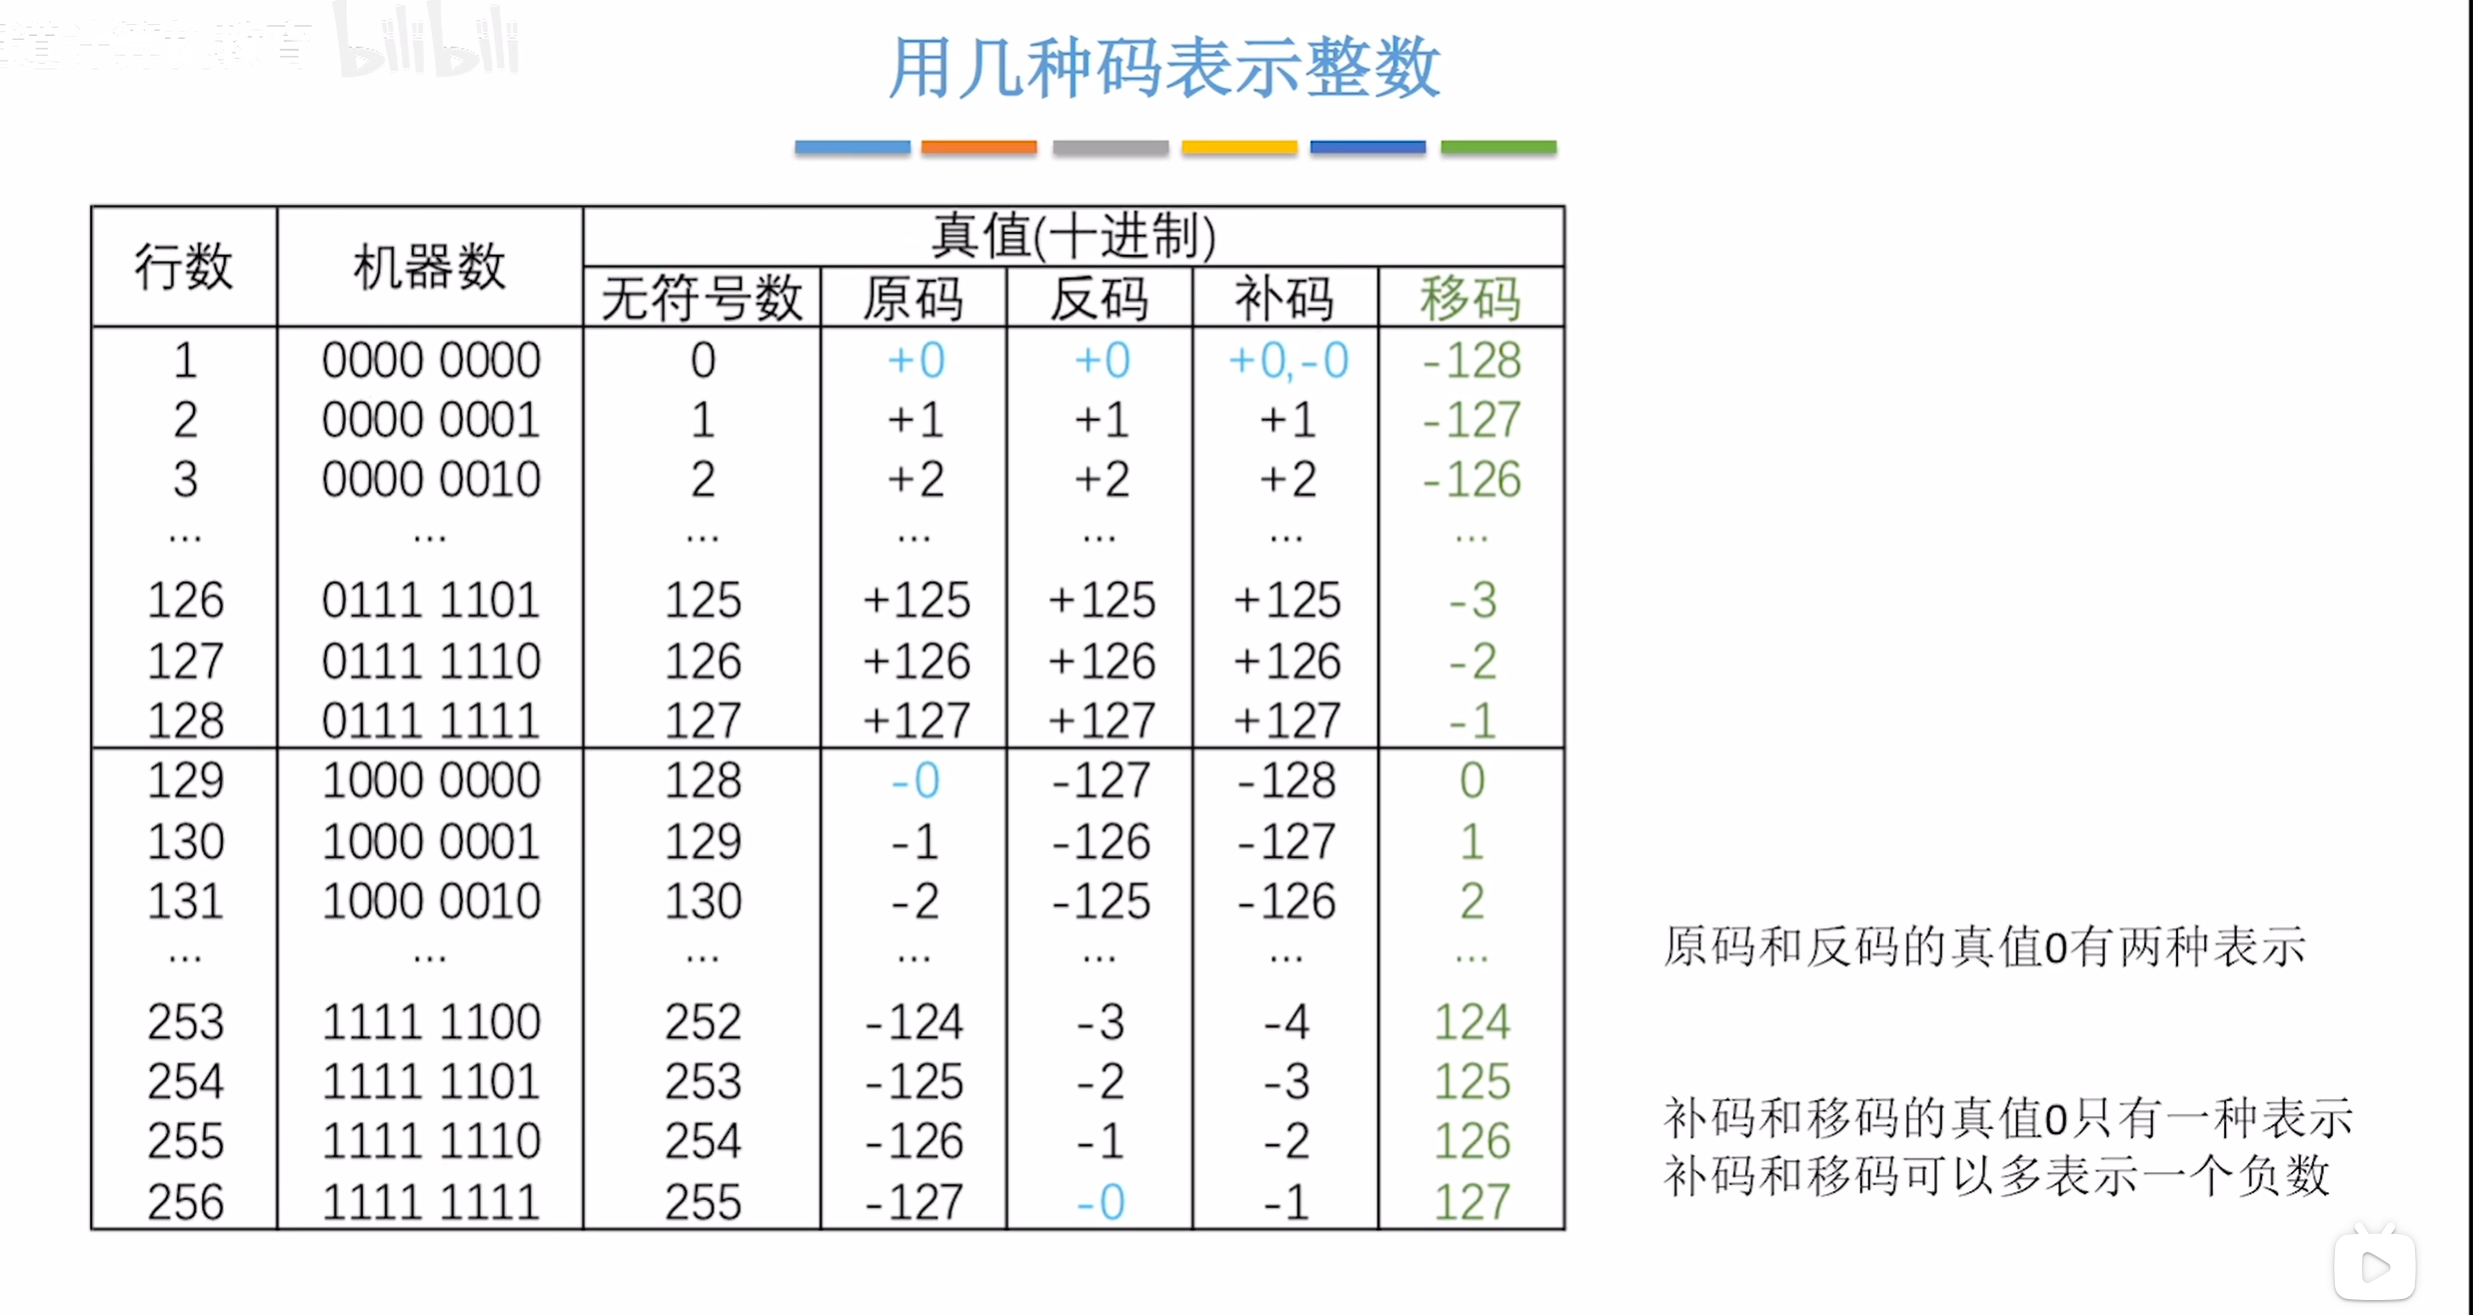 bilibili
用几种码表示整数
行数 机器数 真值(十进制)
无符号数 原码 反码 补码 移码
1 0000 0000 0 +0 +0 +0,-0 -128
2 0000 0001 1 +1 +1 +1 -127
3 0000 0010 2 +2 +2 +2 -126
... ... ... ... ... ... ...
126 0111 1101 125 +125 +125 +125 -3
127 0111 1110 126 +126 +126 +126 -2
128 0111 1111 127 +127 +127 +127 -1
129 1000 0000 128 -0 -127 -128 0
130 1000 0001 129 -1 -126 -127 1
131 1000 0010 130 -2 -125 -126 2
... ... ... ... ... ... ...
253 1111 1100 252 -124 -3 -4 124
254 1111 1101 253 -125 -2 -3 125
255 1111 1110 254 -126 -1 -2 126
256 1111 1111 255 -127 -0 -1 127
原码和反码的真值0有两种表示
补码和移码的真值0只有一种表示
补码和移码可以多表示一个负数